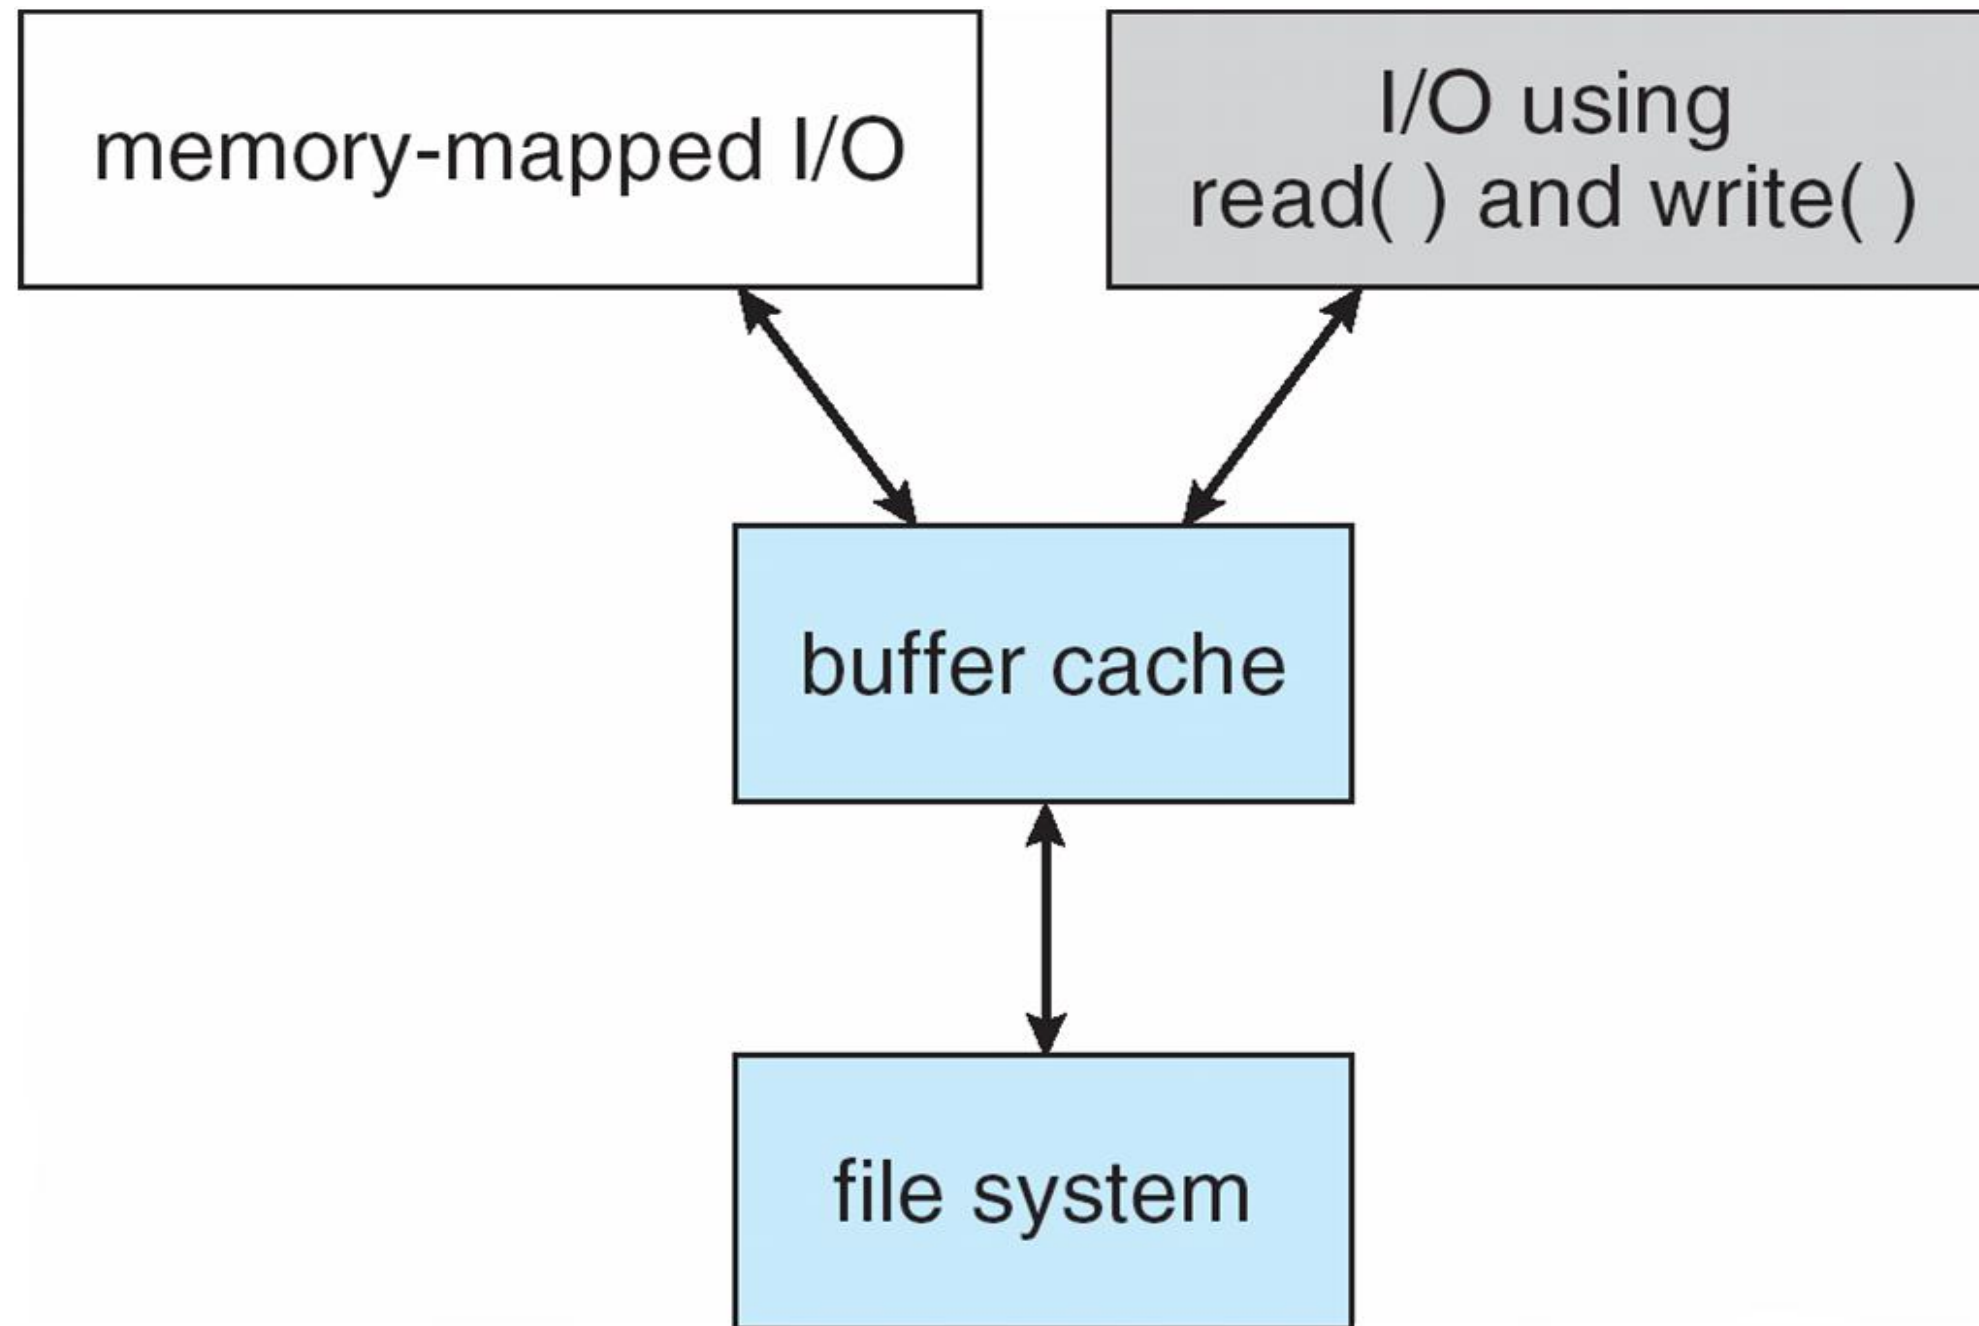 memory-mapped I/O
I/O using
read( ) and write( )
buffer cache
file system